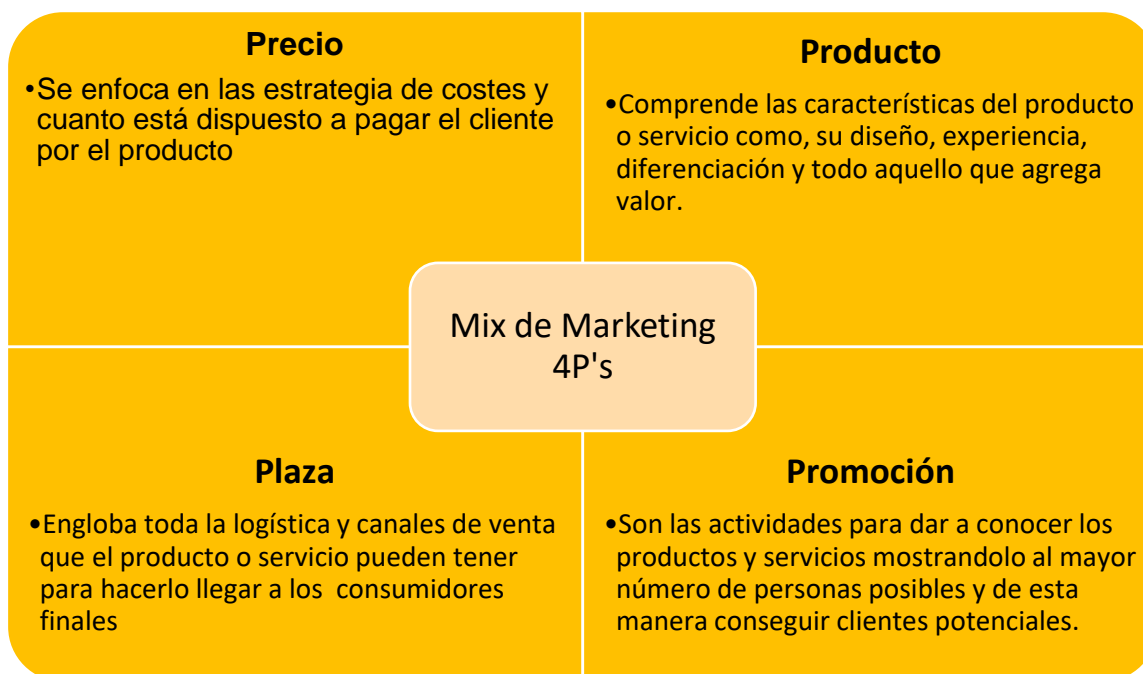 Precio
•Se enfoca en las estrategia de costes y
cuanto está dispuesto a pagar el cliente
por el producto
Producto
•Comprende las características del producto
o servicio como, su diseño, experiencia,
diferenciación y todo aquello que agrega
valor.
Mix de Marketing
4P's
Plaza
•Engloba toda la logística y canales de venta
que el producto o servicio pueden tener
para hacerlo llegar a los consumidores
finales
Promoción
•Son las actividades para dar a conocer los
productos y servicios mostrandolo al mayor
número de personas posibles y de esta
manera conseguir clientes potenciales.